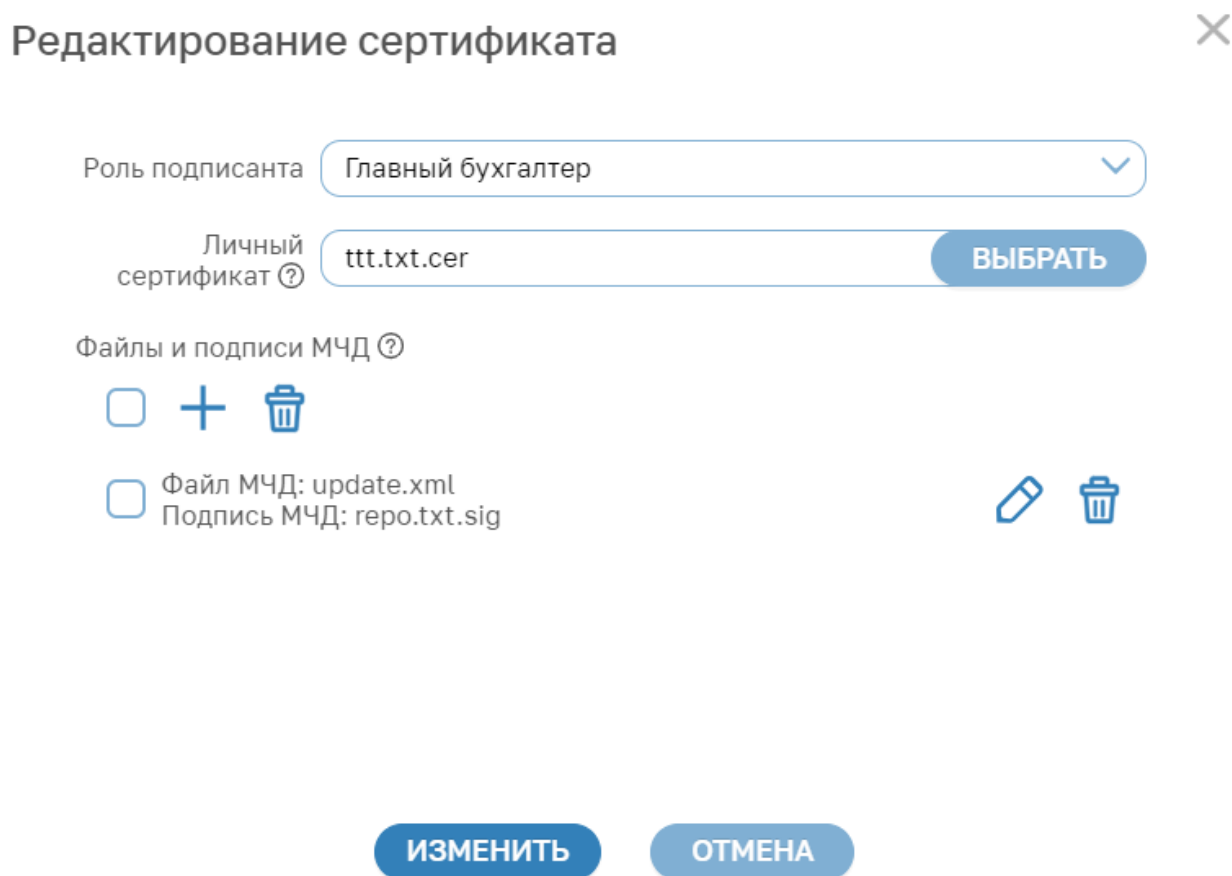 Редактирование сертификата
Роль подписанта
Главный бухгалтер
Личный
сертификат ?
ttt.txt.cer
ВЫБРАТЬ
Файлы и подписи МЧД ?
Файл МЧД: update.xml
Подпись МЧД: repo.txt.sig
ИЗМЕНИТЬ
ОТМЕНА